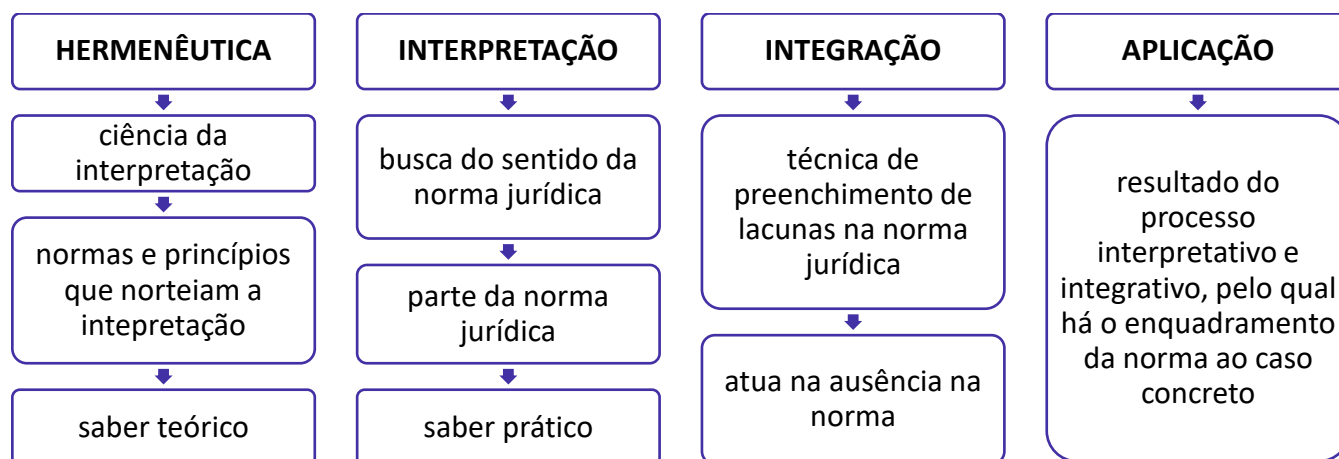 HERMENÊUTICA
ciência da
interpretação
normas e princípios
que norteiam a
intepretação
saber teórico
INTERPRETAÇÃO
busca do sentido da
norma jurídica
parte da norma
jurídica
saber prático
INTEGRAÇÃO
técnica de
preenchimento de
lacunas na norma
jurídica
atua na ausência na
norma
APLICAÇÃO
resultado do
processo
interpretativo e
integrativo, pelo qual
há o enquadramento
da norma ao caso
concreto